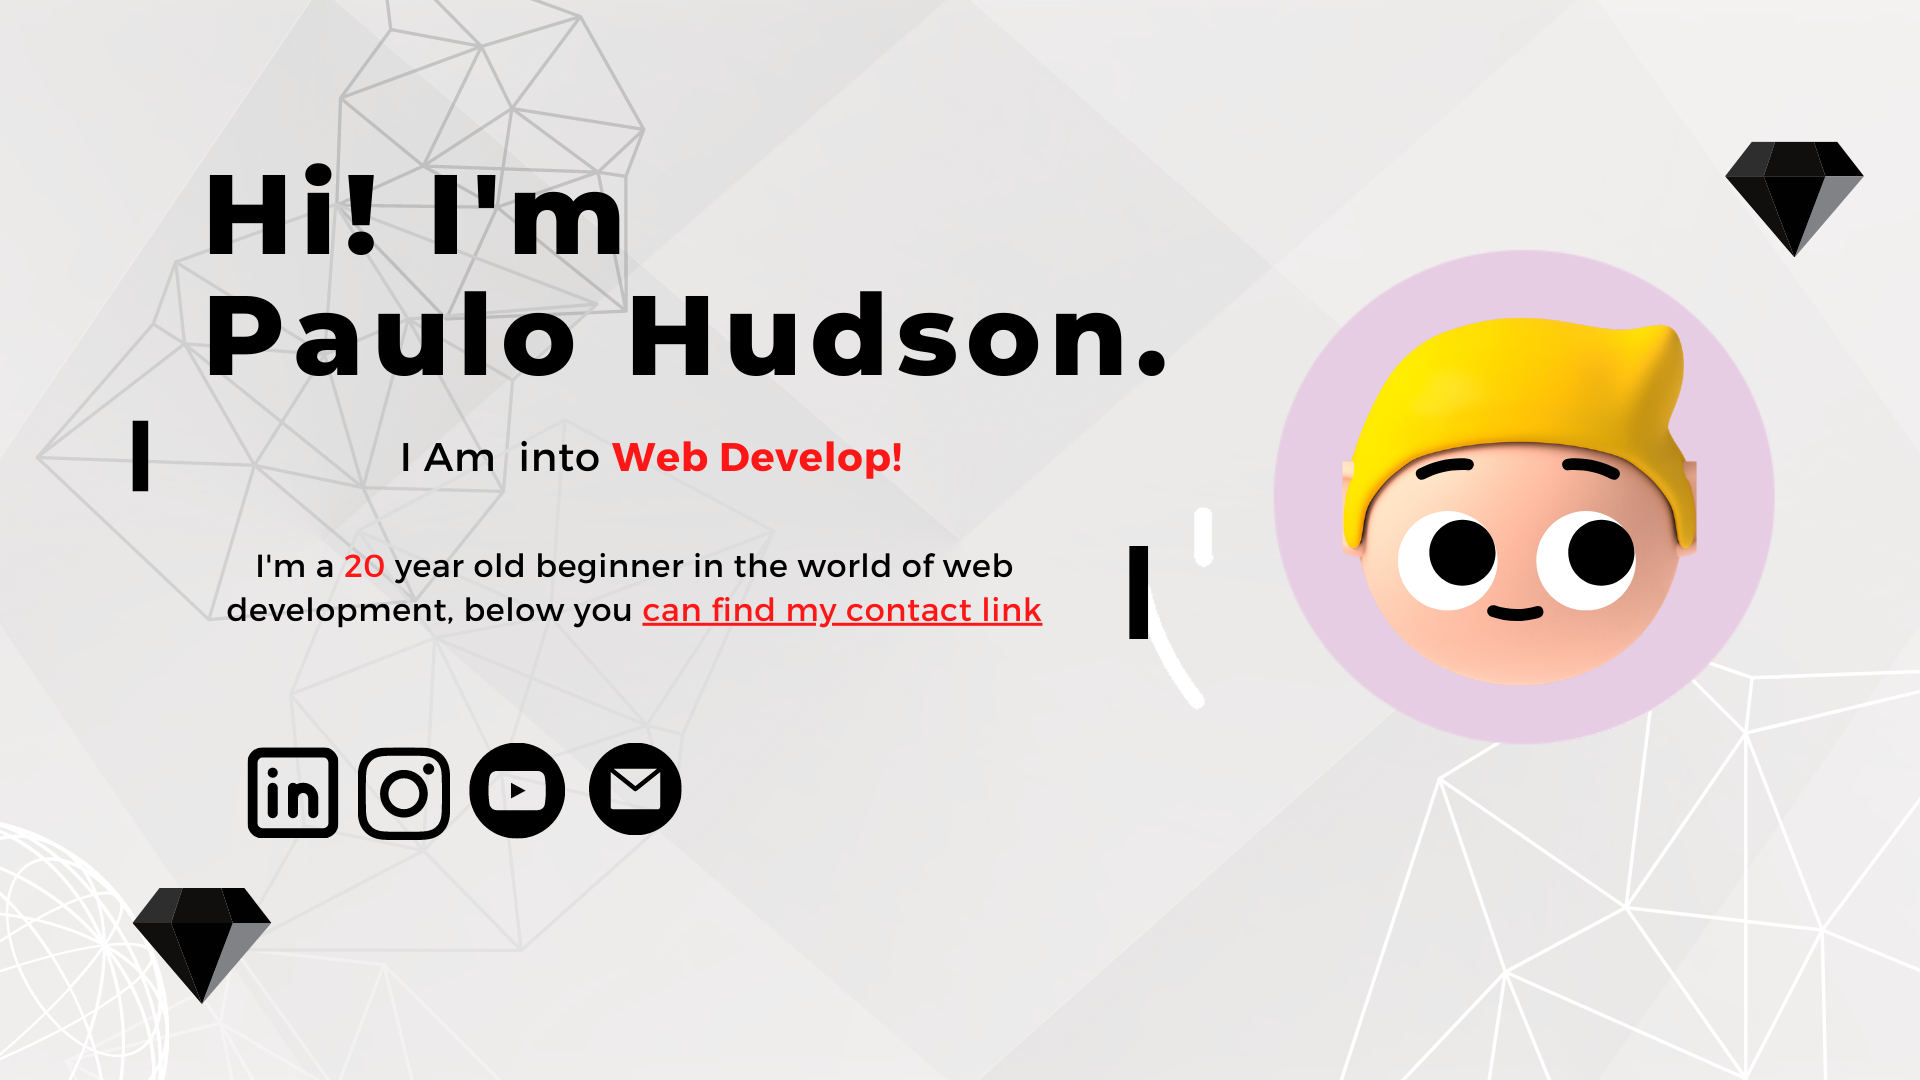 Hi! I'm
Paulo Hudson.
I Am  into Web Develop!
I'm a 20 year old beginner in the world of web
development, below you can find my contact link
in